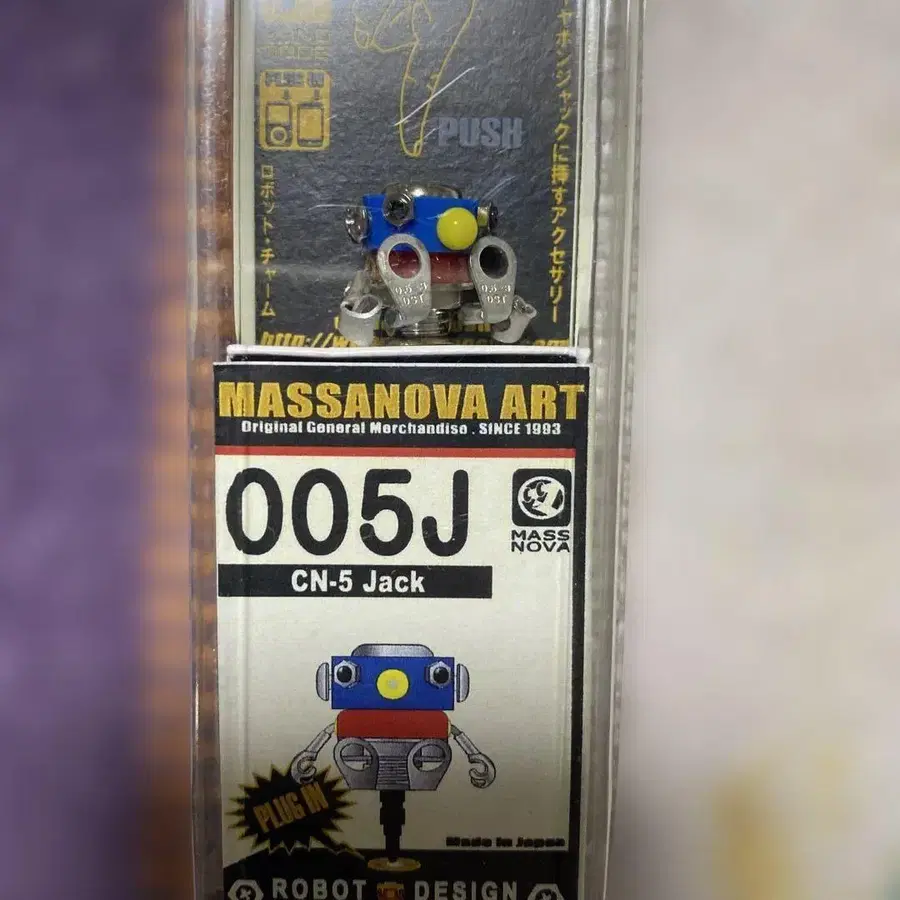 PUSH
ヤホンジャックに挿すアクセサリー
ロボット・チャーム
MASSANOVA ART
Original General Merchandise . SINCE 1993
005J
MASS
NOVA
CN-5 Jack
PLUG IN
Made in Japan
ROBOT DESIGN